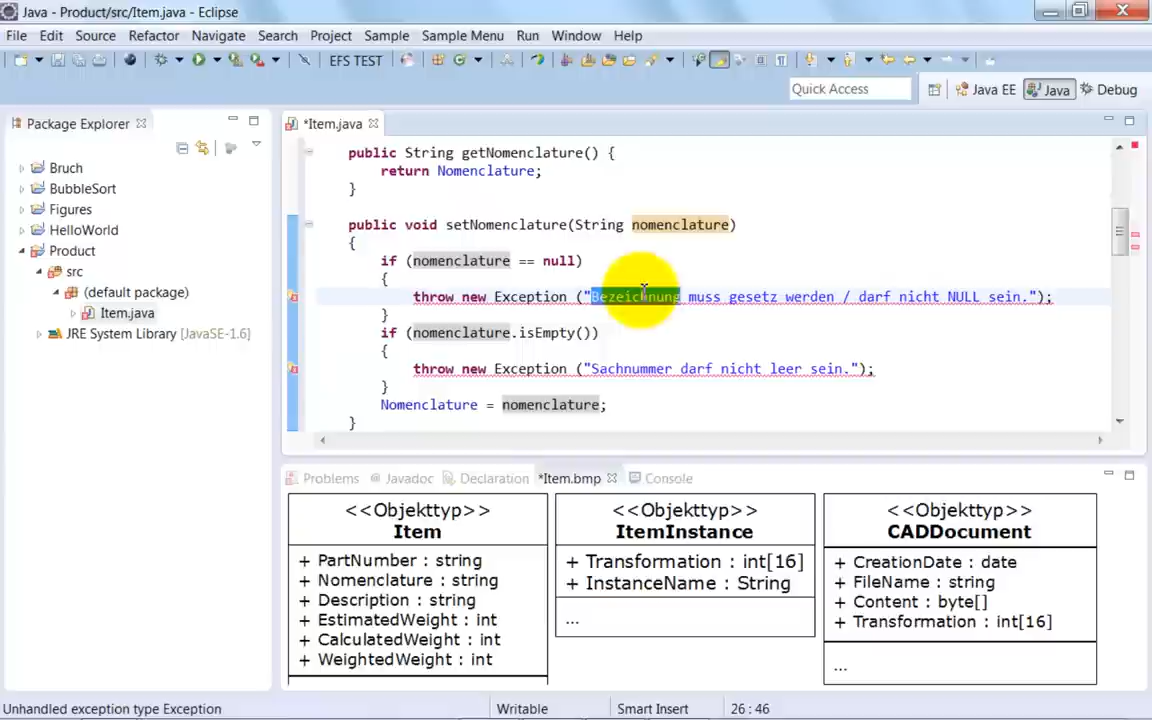 Java - Product/src/Item.java - Eclipse
File Edit Source Refactor Navigate Search Project Sample Sample Menu Run Window Help
EFS TEST
Quick Access
Java EE
Java
Debug
Package Explorer
Bruch
BubbleSort
Figures
HelloWorld
Product
src
(default package)
Item.java
JRE System Library [JavaSE-1.6]
*Item.java
public String getNomenclature() {
return Nomenclature;
}
public void setNomenclature(String nomenclature)
{
if (nomenclature == null)
{
throw new Exception ("Bezeichnung muss gesetz werden / darf nicht NULL sein.");
}
if (nomenclature.isEmpty())
{
throw new Exception ("Sachnummer darf nicht leer sein.");
}
Nomenclature = nomenclature;
}
Problems @ Javadoc Declaration *Item.bmp Console
<<Objekttyp>>
Item
+ PartNumber : string
+ Nomenclature : string
+ Description : string
+ EstimatedWeight : int
+ CalculatedWeight : int
+ WeightedWeight : int
<<Objekttyp>>
ItemInstance
+ Transformation : int[16]
+ InstanceName : String
...
<<Objekttyp>>
CADDocument
+ CreationDate : date
+ FileName : string
+ Content : byte[]
+ Transformation : int[16]
...
Unhandled exception type Exception
Writable
Smart Insert
26 : 46